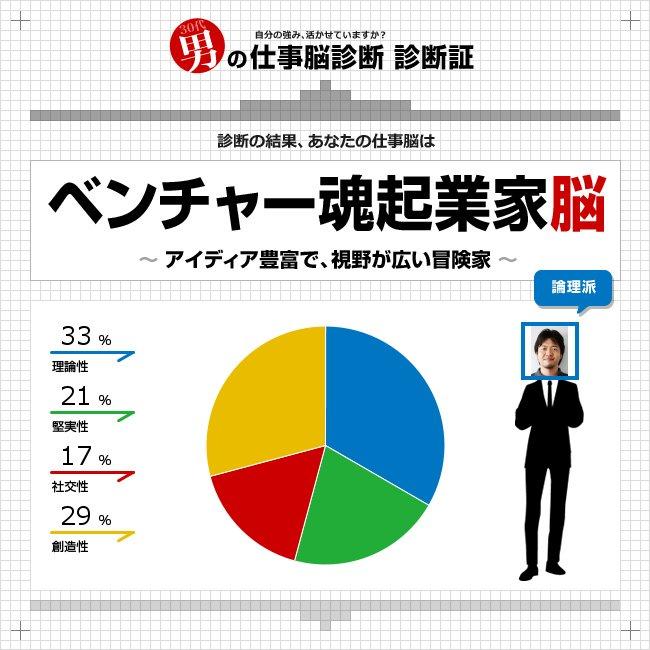 自分の強み、活かせていますか？
30代
男の仕事脳診断 診断証
診断の結果、あなたの仕事脳は
ベンチャー魂起業家脳
～ アイディア豊富で、視野が広い冒険家 ～
論理派
33 %
理論性
21 %
堅実性
17 %
社交性
29 %
創造性